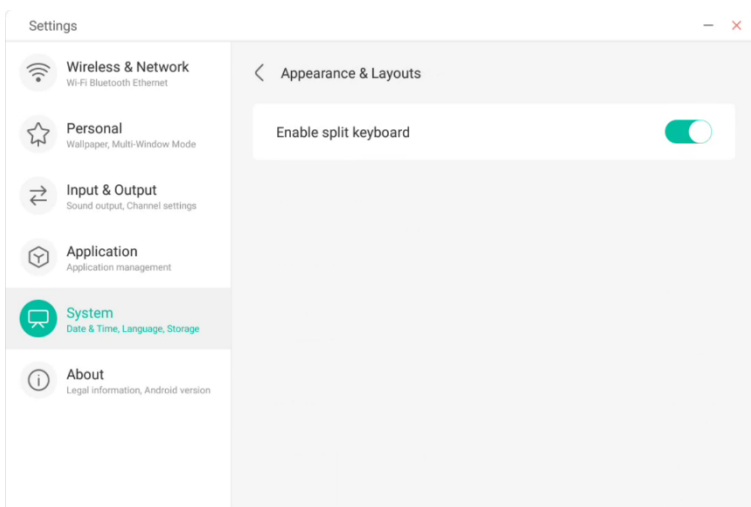 Settings
Wireless & Network
Wi-Fi Bluetooth Ethernet
Personal
Wallpaper, Multi-Window Mode
Input & Output
Sound output, Channel settings
Application
Application management
System
Date & Time, Language, Storage
About
Legal information, Android version
Appearance & Layouts
Enable split keyboard